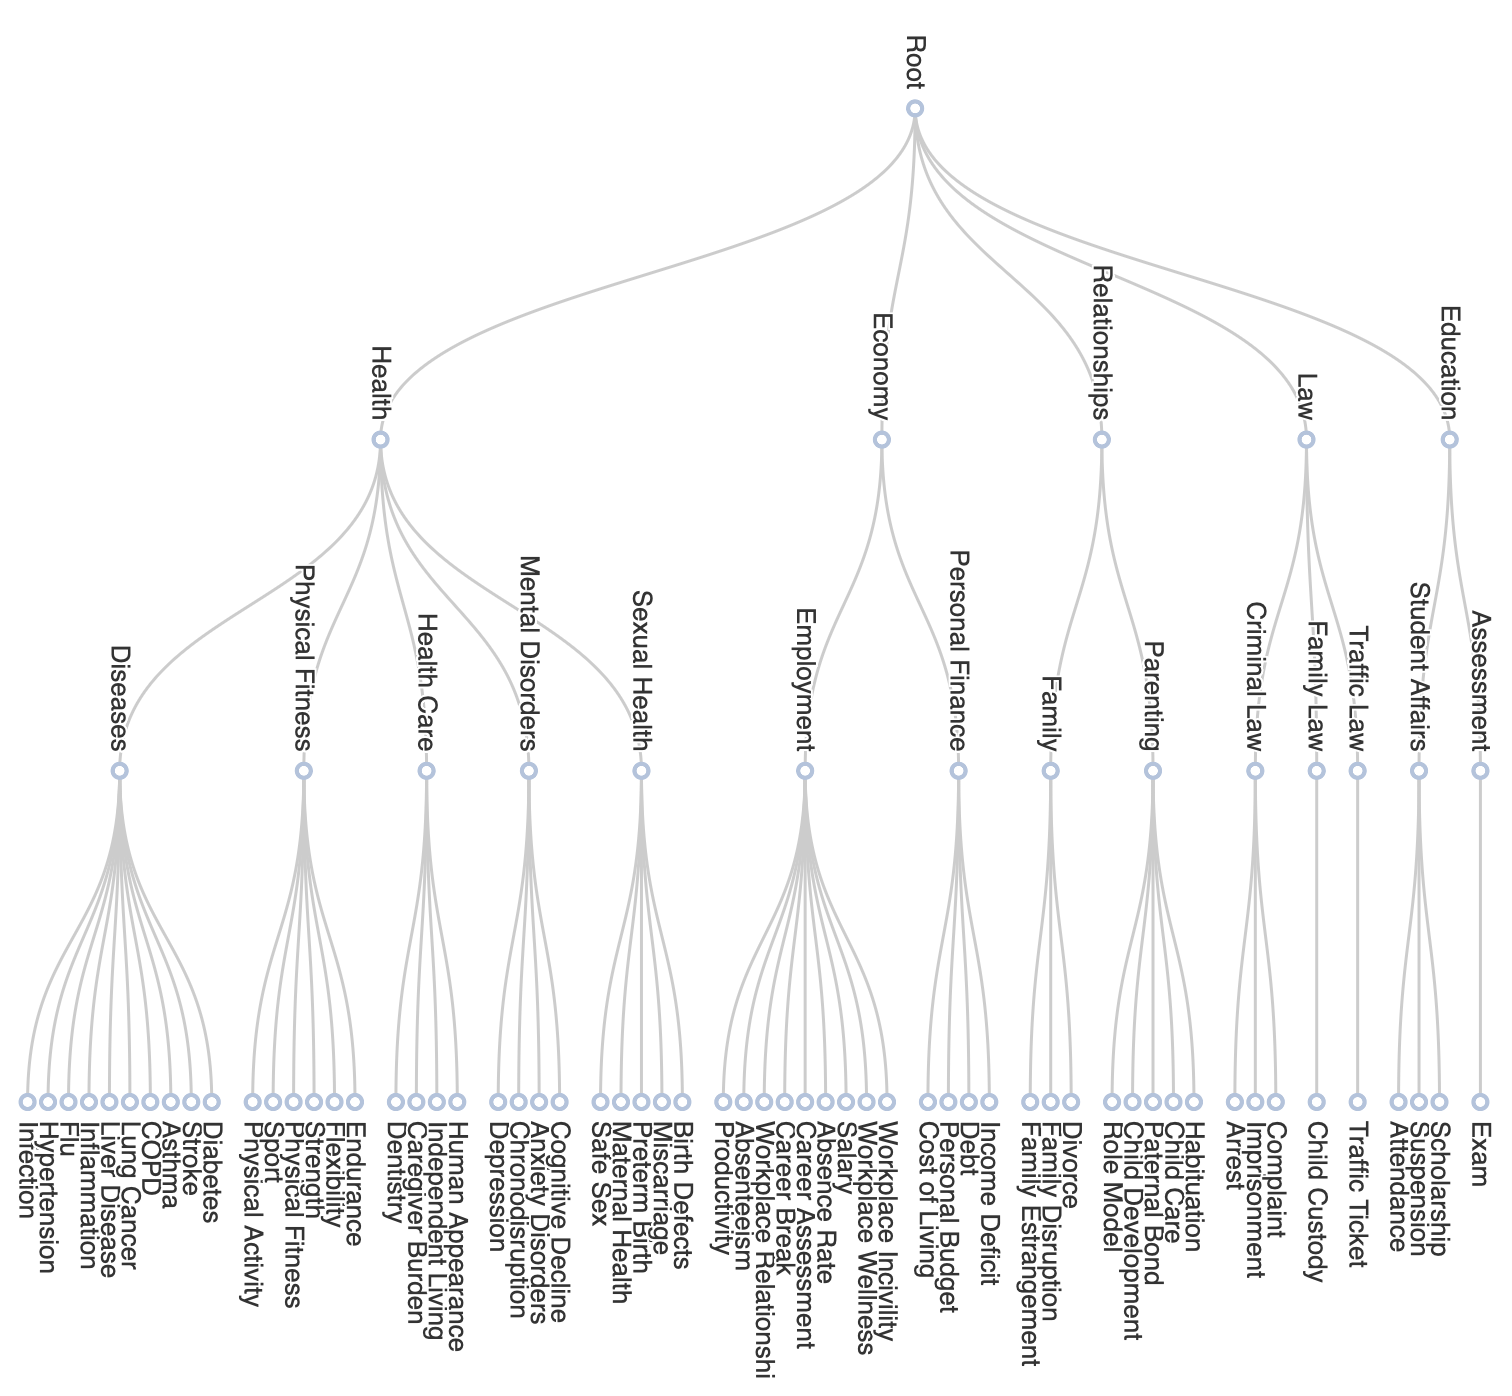 Root
Health
Economy
Relationships
Law
Education
Diseases
Physical Fitness
Health Care
Mental Disorders
Sexual Health
Employment
Personal Finance
Family
Parenting
Criminal Law
Family Law
Traffic Law
Student Affairs
Assessment
Infection
Hypertension
Flu
Inflammation
Liver Disease
Lung Cancer
COPD
Asthma
Stroke
Diabetes
Physical Activity
Sport
Physical Fitness
Strength
Flexibility
Endurance
Dentistry
Caregiver Burden
Independent Living
Human Appearance
Depression
Chronodisruption
Anxiety Disorders
Cognitive Decline
Safe Sex
Maternal Health
Preterm Birth
Miscarriage
Birth Defects
Productivity
Absenteeism
Workplace Relationshi
Career Break
Career Assessment
Absence Rate
Salary
Workplace Wellness
Workplace Incivility
Cost of Living
Personal Budget
Debt
Income Deficit
Family Estrangement
Family Disruption
Divorce
Role Model
Child Development
Paternal Bond
Child Care
Habituation
Arrest
Imprisonment
Complaint
Child Custody
Traffic Ticket
Attendance
Suspension
Scholarship
Exam